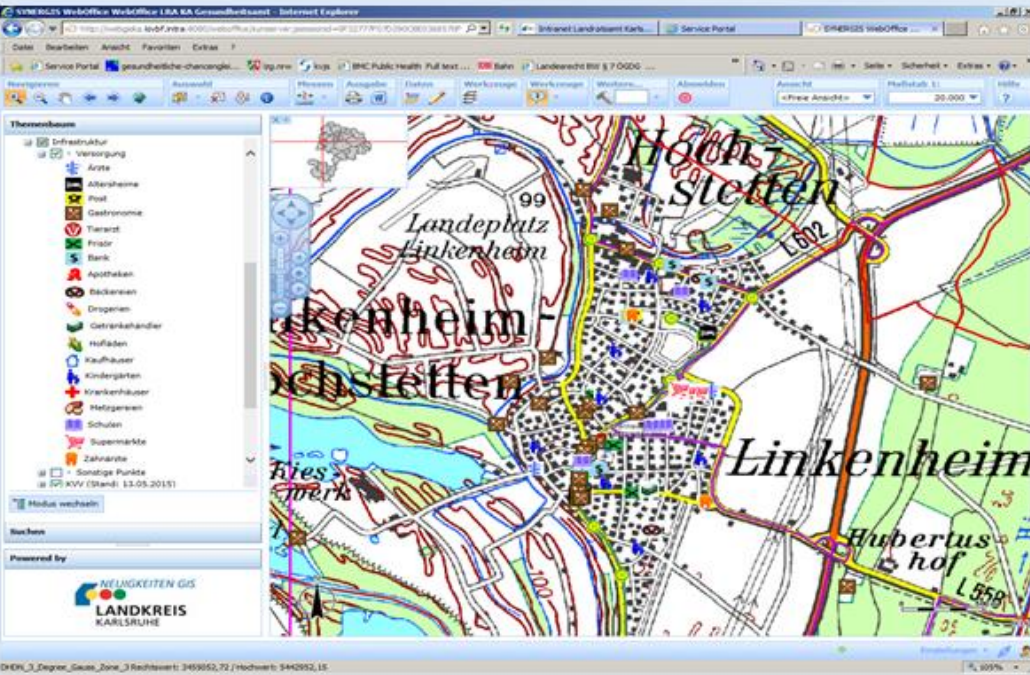 SYNERGIS WebOffice WebOffice LRA KA Gesundheitsamt - Internet Explorer
Intranet Landratsamt Karls...
Service Portal
SYNERGIS WebOffice ...
Datei Bearbeiten Ansicht Favoriten Extras ?
Service Portal
gesundheitliche-chancenglei...
BMC Public Health Full text ...
Bahn
Landesrecht BW § 7 ÖGDG ...
Seite
Sicherheit
Extras
Navigieren
Auswahl
Messen
Ausgabe
Daten
Werkzeuge
Werkzeuge
Weitere...
Abmelden
Ansicht
Maßstab 1:
Hilfe
<Freie Ansicht>
20.000
?
Themenbaum
Infrastruktur
Versorgung
Ärzte
Altersheime
Post
Gastronomie
Tierarzt
Frisör
Bank
Apotheken
Bäckereien
Drogerien
Getränkehändler
Hofläden
Kaufhäuser
Kindergärten
Krankenhäuser
Metzgereien
Schulen
Supermärkte
Zahnärzte
Sonstige Punkte
KVV (Stand: 13.05.2015)
Modus wechseln
Suchen
Powered by
NEUIGKEITEN GIS
LANDKREIS
KARLSRUHE
Hoch-
stetten
99
Landeplatz
Linkenheim
L602
nkenheim-
ochstetten
Linkenheim
Kies
werk
Hubertus
hof
L558
100
Einstellungen
DHDN_3_Degree_Gauss_Zone_3 Rechtswert: 3459052,72 / Hochwert: 5442952,15
105%